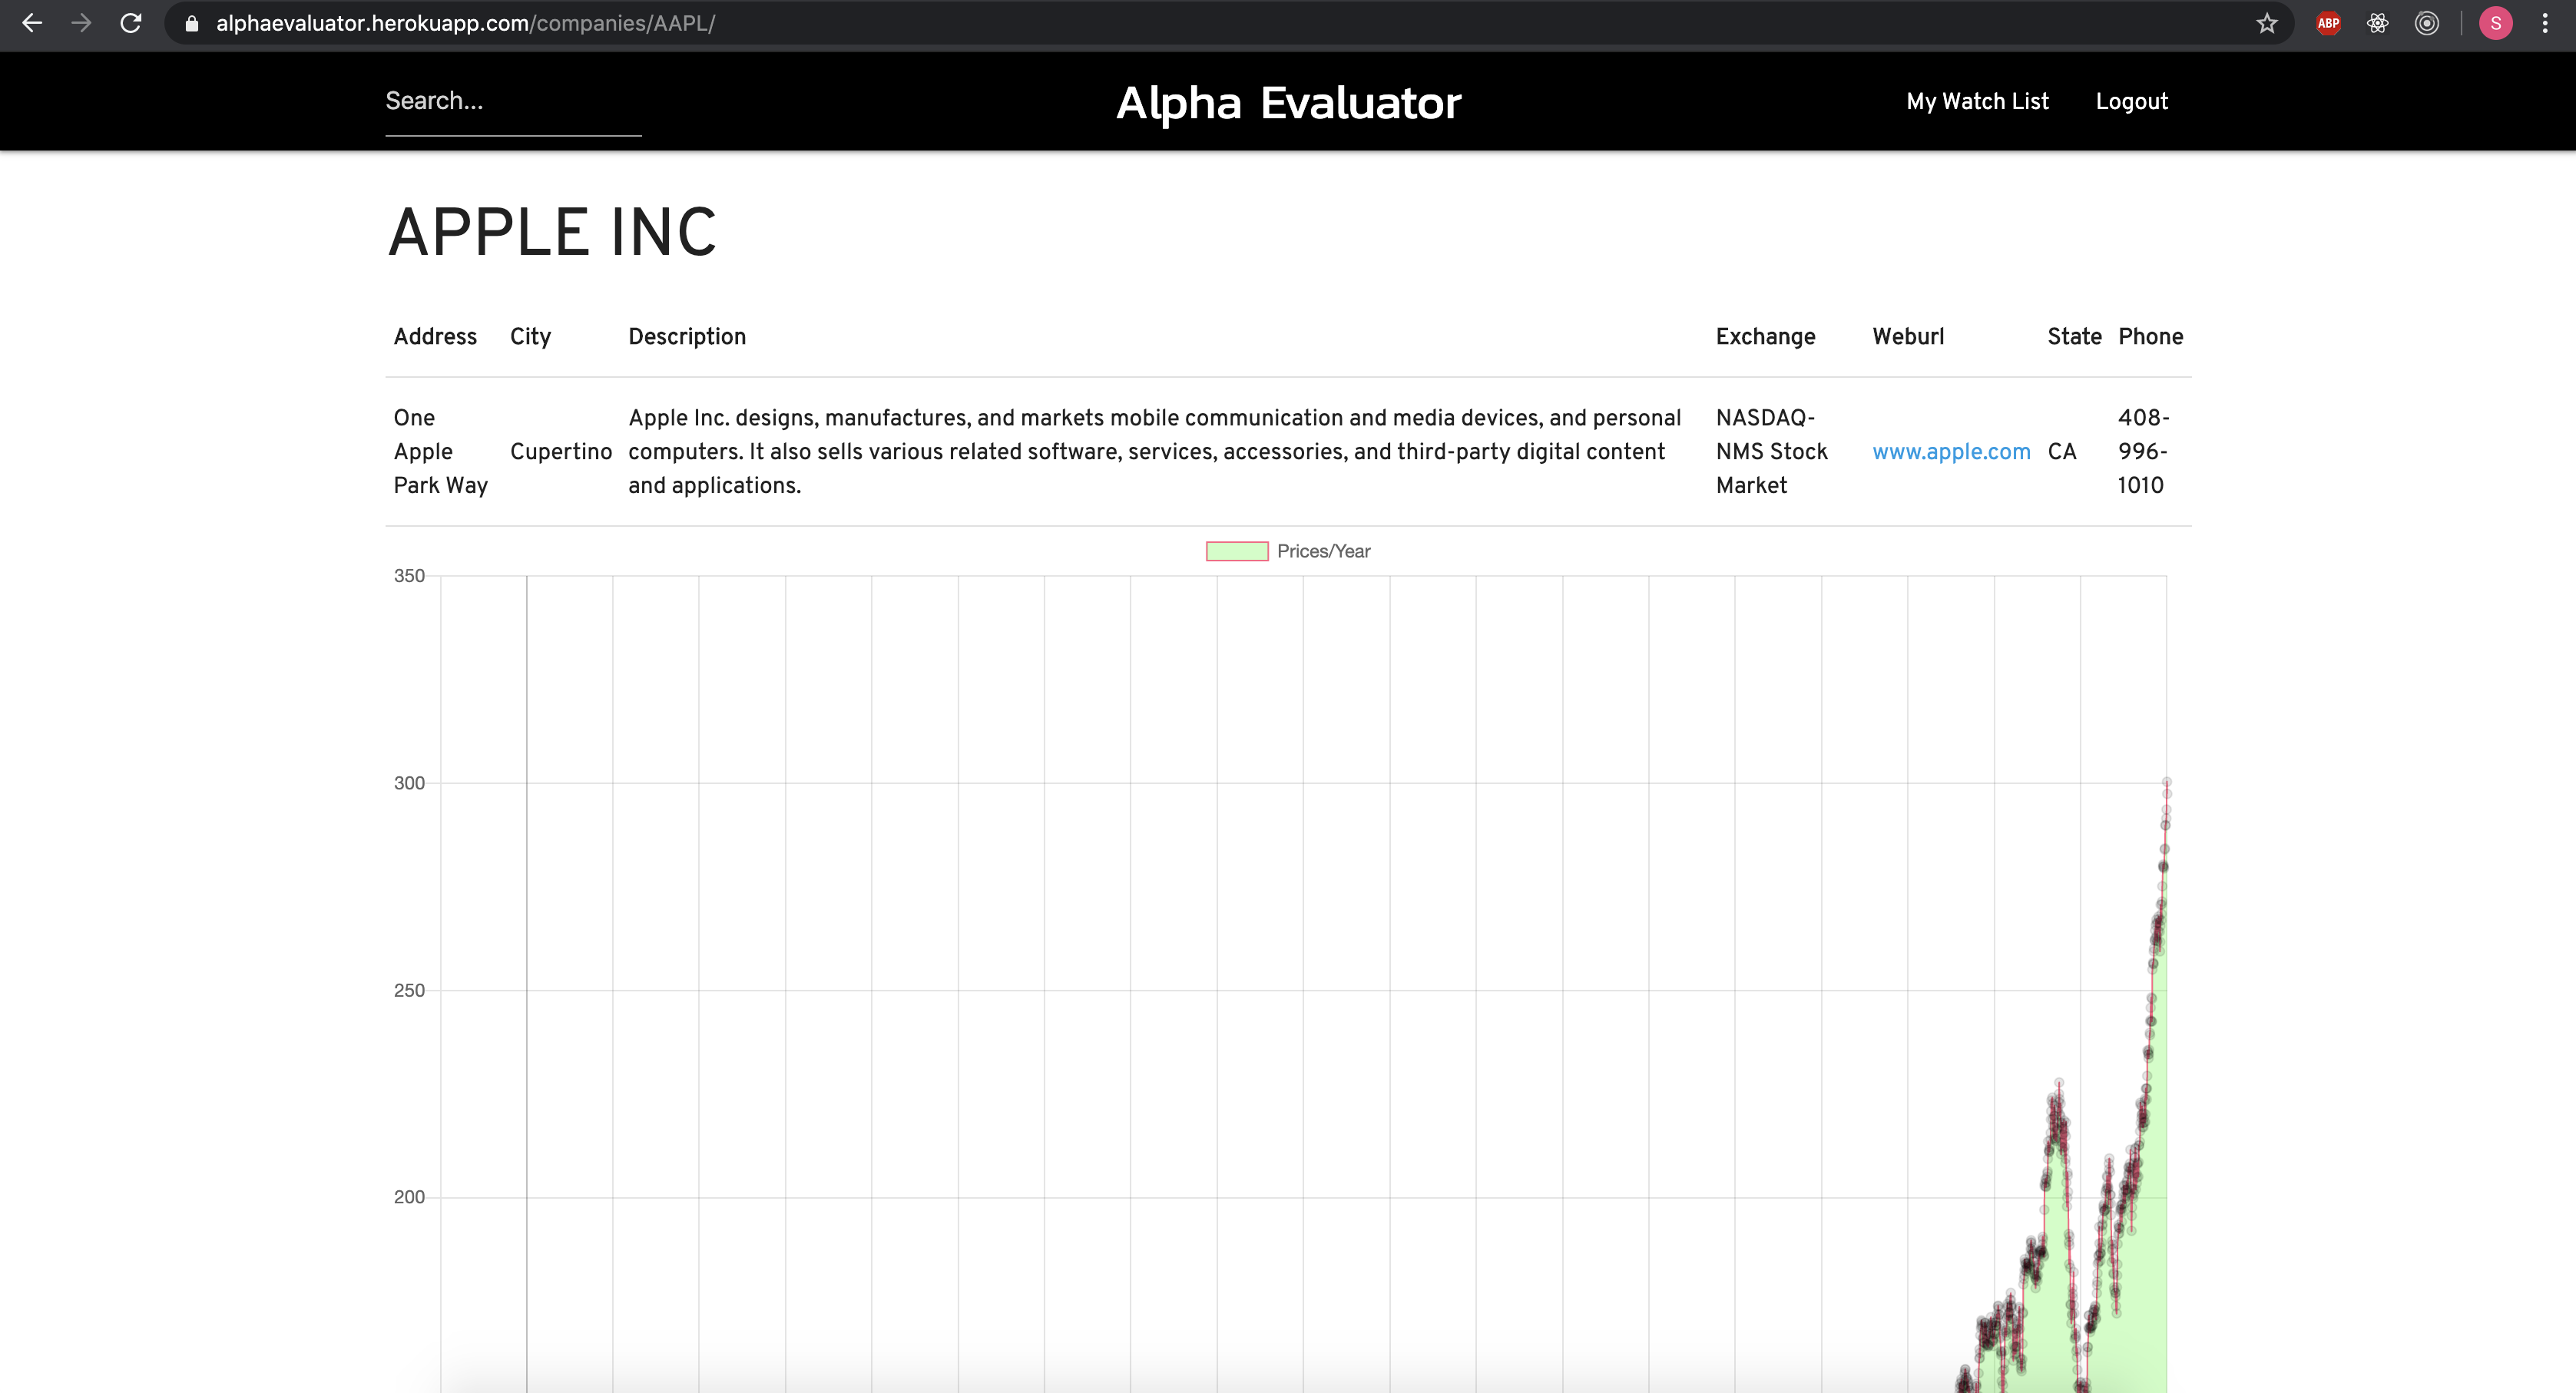 alphaevaluator.herokuapp.com/companies/AAPL/
ABP
S
Search...
Alpha Evaluator
My Watch List
Logout
APPLE INC
Address City Description Exchange Weburl State Phone
One
Apple
Park Way
Cupertino
Apple Inc. designs, manufactures, and markets mobile communication and media devices, and personal
computers. It also sells various related software, services, accessories, and third-party digital content
and applications.
NASDAQ-
NMS Stock
Market
www.apple.com
CA
408-
996-
1010
Prices/Year
350
300
250
200